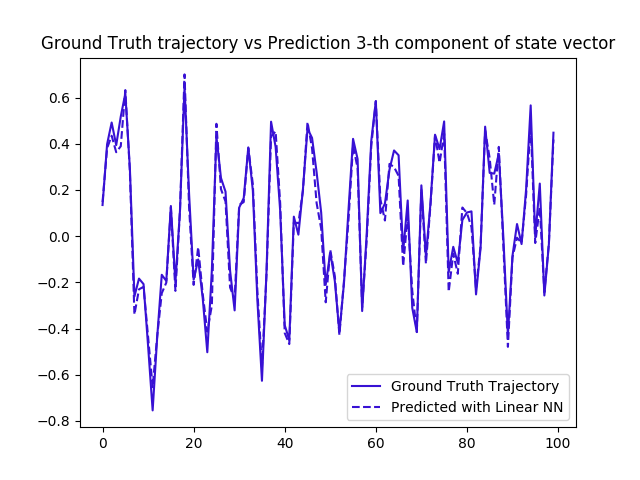 Ground Truth trajectory vs Prediction 3-th component of state vector
0.6
0.4
0.2
0.0
−0.2
−0.4
−0.6
−0.8
0 20 40 60 80 100
Ground Truth Trajectory
Predicted with Linear NN